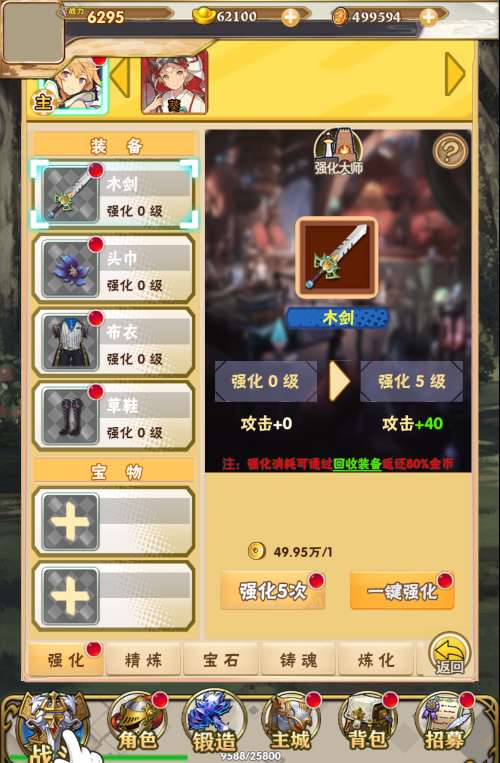 战力 6295
62100
499594
主
葵
装 备
强化大师
?
木剑
强化 0 级
头巾
强化 0 级
布衣
强化 0 级
草鞋
强化 0 级
宝 物
木剑
强化 0 级
强化 5 级
攻击+0
攻击+40
注：强化消耗可通过回收装备返还80%金币
49.95万/1
强化5次
一键强化
强化
精炼
宝石
铸魂
炼化
返回
战斗
角色
锻造
主城
背包
招募
9588/25800